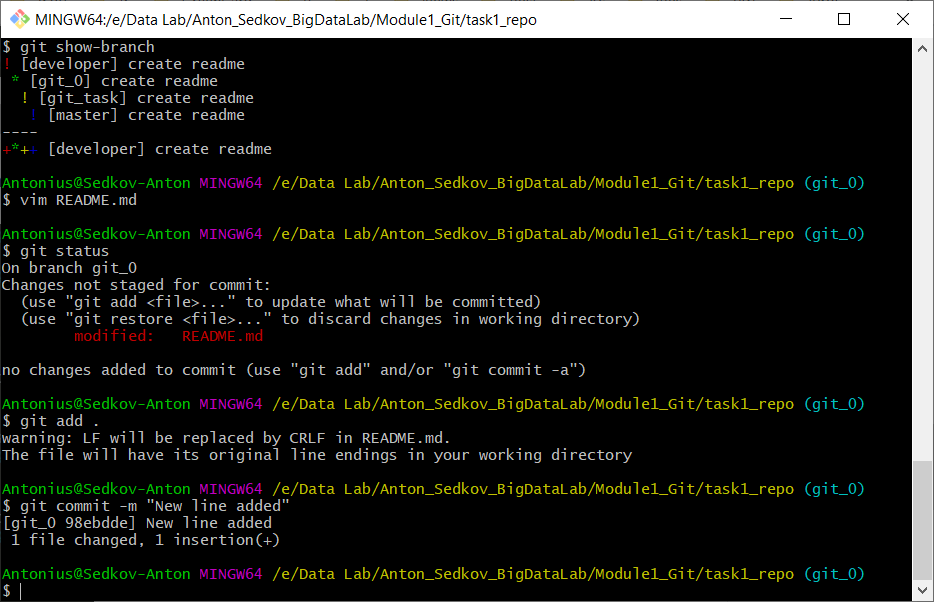 MINGW64:/e/Data Lab/Anton_Sedkov_BigDataLab/Module1_Git/task1_repo
$ git show-branch
! [developer] create readme
 * [git_0] create readme
  ! [git_task] create readme
   ! [master] create readme
----
+*++ [developer] create readme

Antonius@Sedkov-Anton MINGW64 /e/Data Lab/Anton_Sedkov_BigDataLab/Module1_Git/task1_repo (git_0)
$ vim README.md

Antonius@Sedkov-Anton MINGW64 /e/Data Lab/Anton_Sedkov_BigDataLab/Module1_Git/task1_repo (git_0)
$ git status
On branch git_0
Changes not staged for commit:
  (use "git add <file>..." to update what will be committed)
  (use "git restore <file>..." to discard changes in working directory)
        modified:   README.md

no changes added to commit (use "git add" and/or "git commit -a")

Antonius@Sedkov-Anton MINGW64 /e/Data Lab/Anton_Sedkov_BigDataLab/Module1_Git/task1_repo (git_0)
$ git add .
warning: LF will be replaced by CRLF in README.md.
The file will have its original line endings in your working directory

Antonius@Sedkov-Anton MINGW64 /e/Data Lab/Anton_Sedkov_BigDataLab/Module1_Git/task1_repo (git_0)
$ git commit -m "New line added"
[git_0 98ebdde] New line added
 1 file changed, 1 insertion(+)

Antonius@Sedkov-Anton MINGW64 /e/Data Lab/Anton_Sedkov_BigDataLab/Module1_Git/task1_repo (git_0)
$